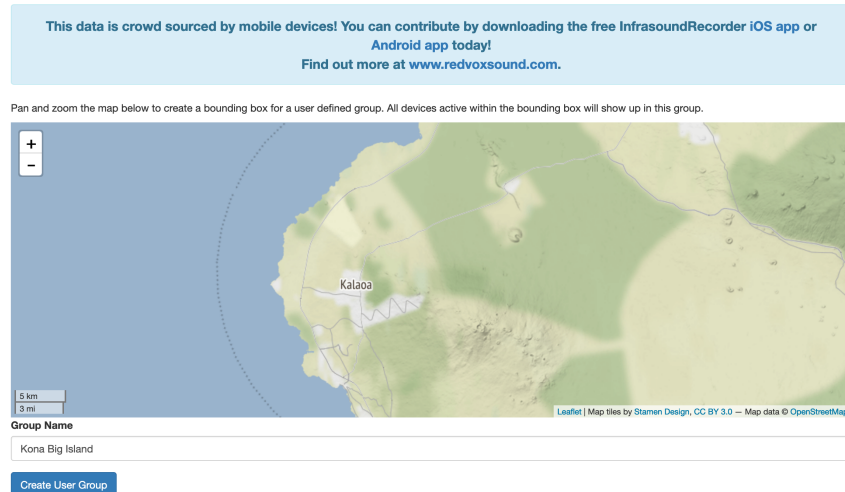 This data is crowd sourced by mobile devices! You can contribute by downloading the free InfrasoundRecorder iOS app or
Android app today!
Find out more at www.redvoxsound.com.
Pan and zoom the map below to create a bounding box for a user defined group. All devices active within the bounding box will show up in this group.
+
−
Kalaoa
5 km
3 mi
Leaflet | Map tiles by Stamen Design, CC BY 3.0 — Map data © OpenStreetMap
Group Name
Kona Big Island
Create User Group